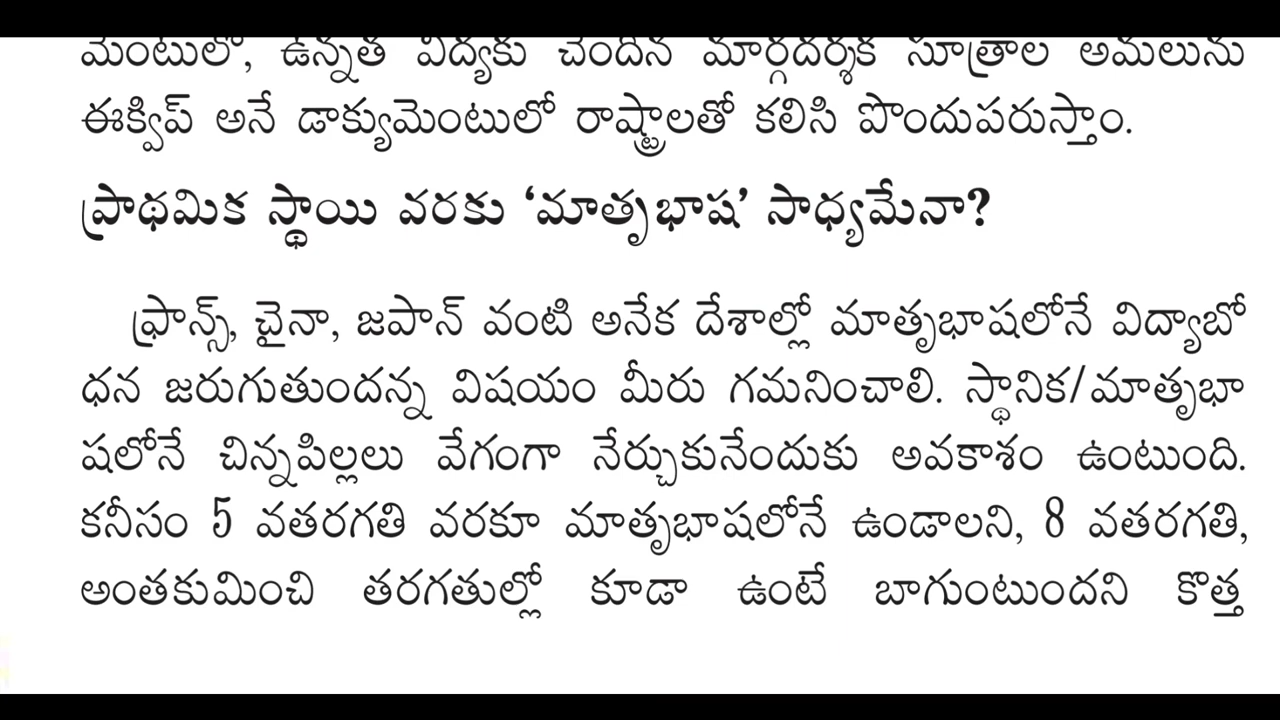 మెంటులో, ఉన్నత విద్యకు చెందిన మార్గదర్శక సూత్రాల అమలును
ఈక్విప్ అనే డాక్యుమెంటులో రాష్ట్రాలతో కలిసి పొందుపరుస్తాం.
ప్రాథమిక స్థాయి వరకు ‘మాతృభాష’ సాధ్యమేనా?
ఫ్రాన్స్, చైనా, జపాన్ వంటి అనేక దేశాల్లో మాతృభాషలోనే విద్యాబో
ధన జరుగుతుందన్న విషయం మీరు గమనించాలి. స్థానిక/మాతృభా
షలోనే చిన్నపిల్లలు వేగంగా నేర్చుకునేందుకు అవకాశం ఉంటుంది.
కనీసం 5 వతరగతి వరకూ మాతృభాషలోనే ఉండాలని, 8 వతరగతి,
అంతకుమించి తరగతుల్లో కూడా ఉంటే బాగుంటుందని కొత్త